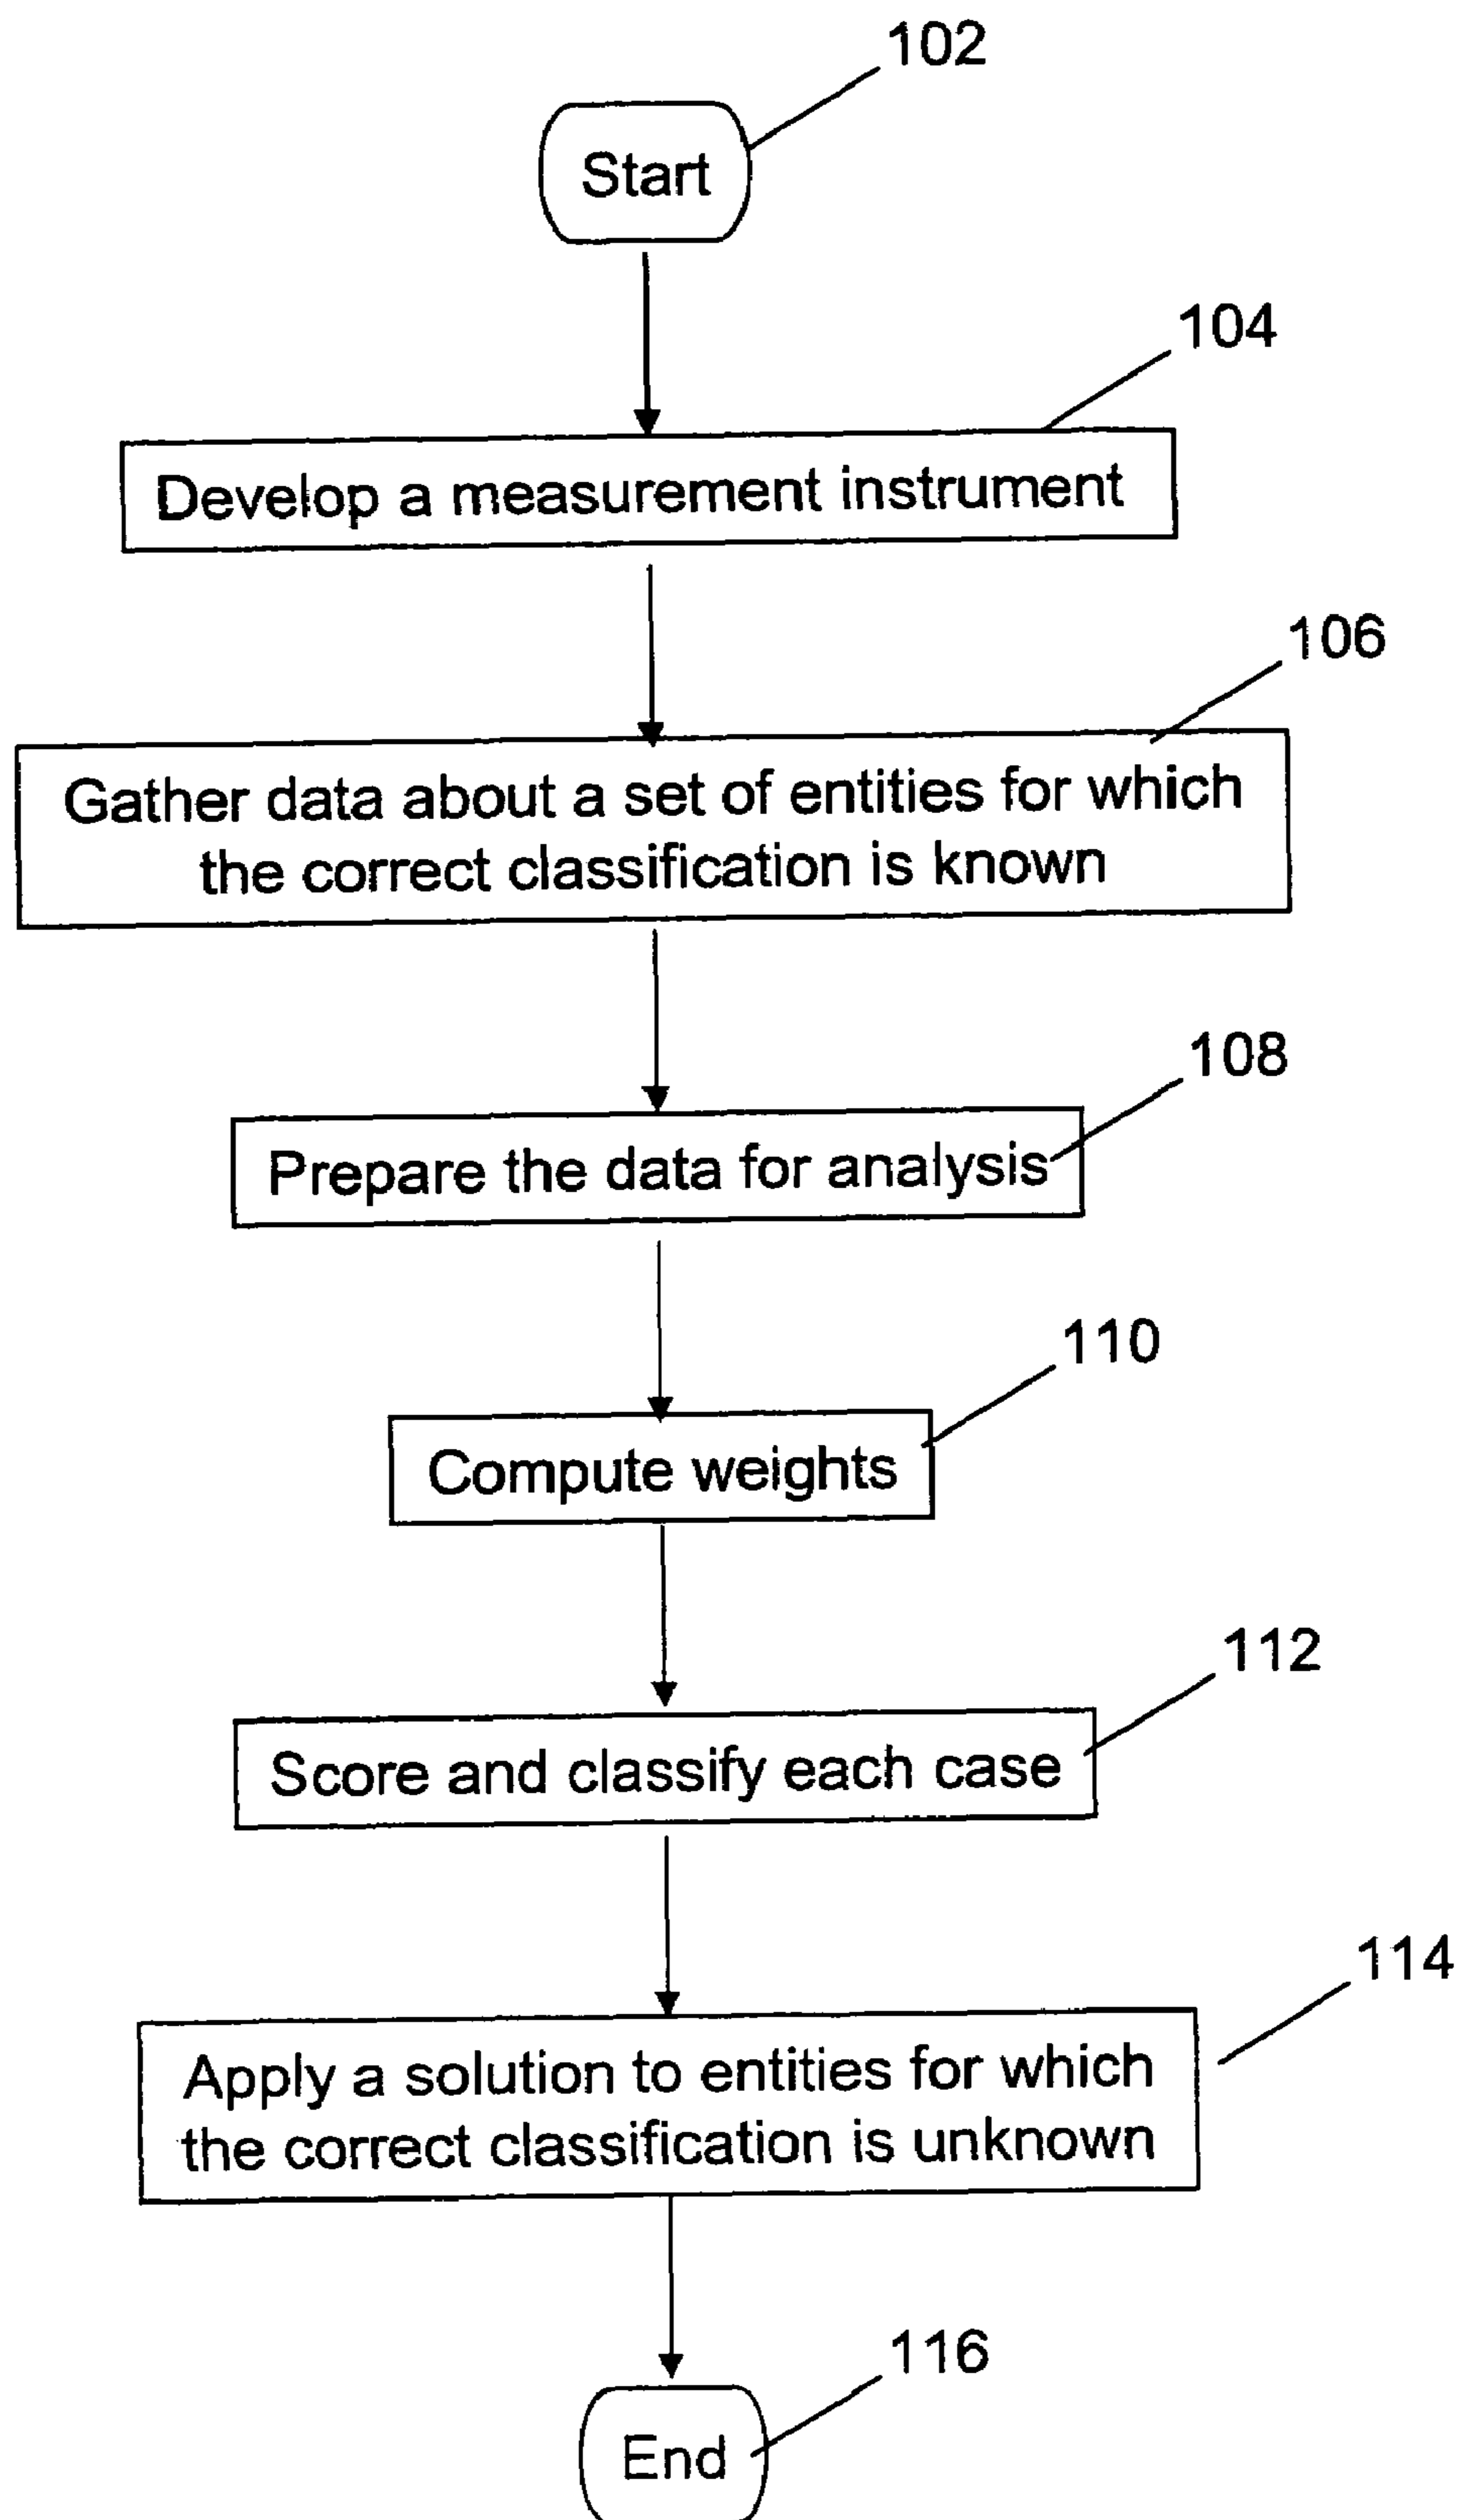 102
Start
104
Develop a measurement instrument
106
Gather data about a set of entities for which
the correct classification is known
108
Prepare the data for analysis
110
Compute weights
112
Score and classify each case
114
Apply a solution to entities for which
the correct classification is unknown
116
End